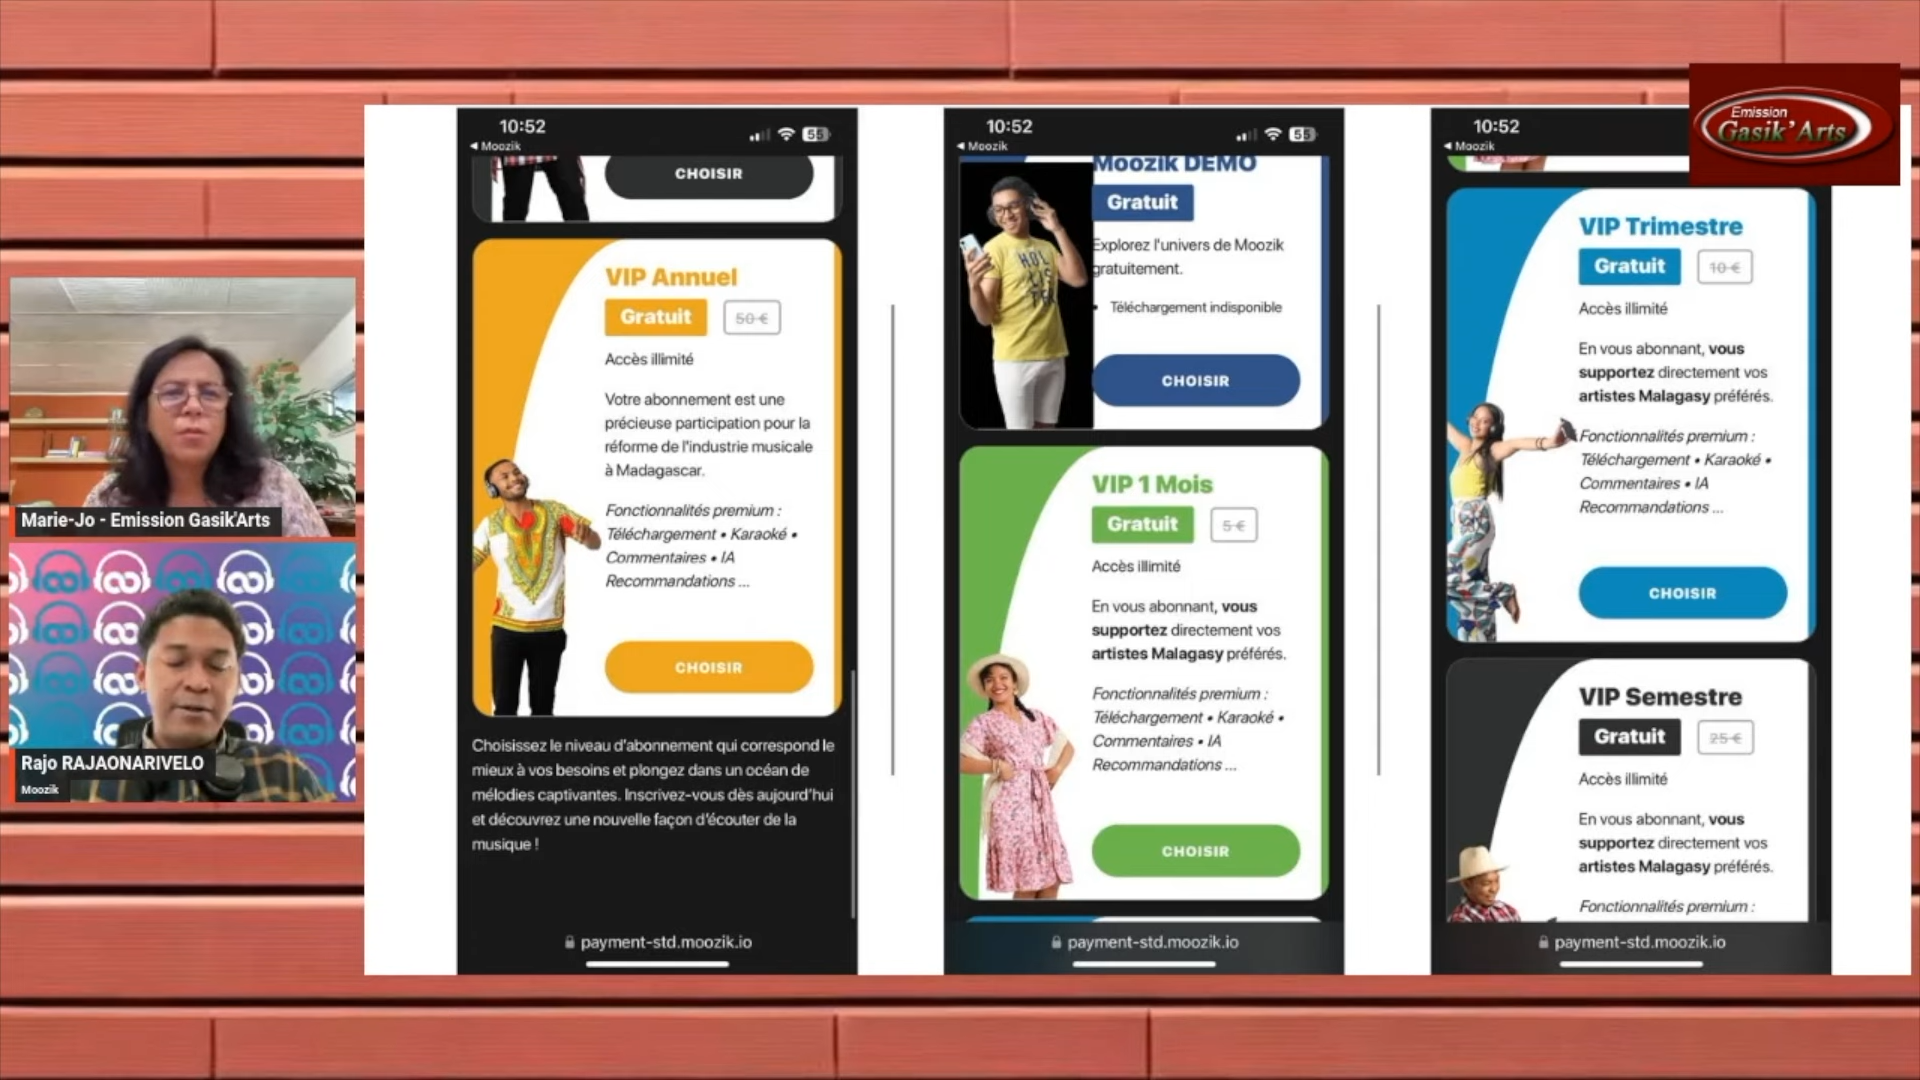 Emission
Gasik'Arts
Marie-Jo - Emission Gasik'Arts
Rajo RAJAONARIVELO
Moozik
10:52
55
Moozik
CHOISIR
VIP Annuel
Gratuit
50 €
Accès illimité
Votre abonnement est une
précieuse participation pour la
réforme de l'industrie musicale
à Madagascar.
Fonctionnalités premium :
Téléchargement • Karaoké •
Commentaires • IA
Recommandations ...
CHOISIR
Choisissez le niveau d'abonnement qui correspond le
mieux à vos besoins et plongez dans un océan de
mélodies captivantes. Inscrivez-vous dès aujourd'hui
et découvrez une nouvelle façon d'écouter de la
musique !
payment-std.moozik.io
10:52
55
Moozik
Moozik DEMO
Gratuit
Explorez l'univers de Moozik
gratuitement.
• Téléchargement indisponible
CHOISIR
VIP 1 Mois
Gratuit
5 €
Accès illimité
En vous abonnant, vous
supportez directement vos
artistes Malagasy préférés.
Fonctionnalités premium :
Téléchargement • Karaoké •
Commentaires • IA
Recommandations ...
CHOISIR
payment-std.moozik.io
10:52
Moozik
VIP Trimestre
Gratuit
10 €
Accès illimité
En vous abonnant, vous
supportez directement vos
artistes Malagasy préférés.
Fonctionnalités premium :
Téléchargement • Karaoké •
Commentaires • IA
Recommandations ...
CHOISIR
VIP Semestre
Gratuit
25 €
Accès illimité
En vous abonnant, vous
supportez directement vos
artistes Malagasy préférés.
Fonctionnalités premium :
payment-std.moozik.io